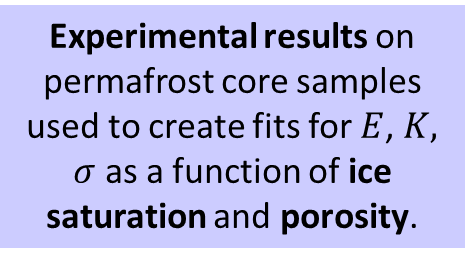 Experimental results on
permafrost core samples
used to create fits for E, K,
σ as a function of ice
saturation and porosity.